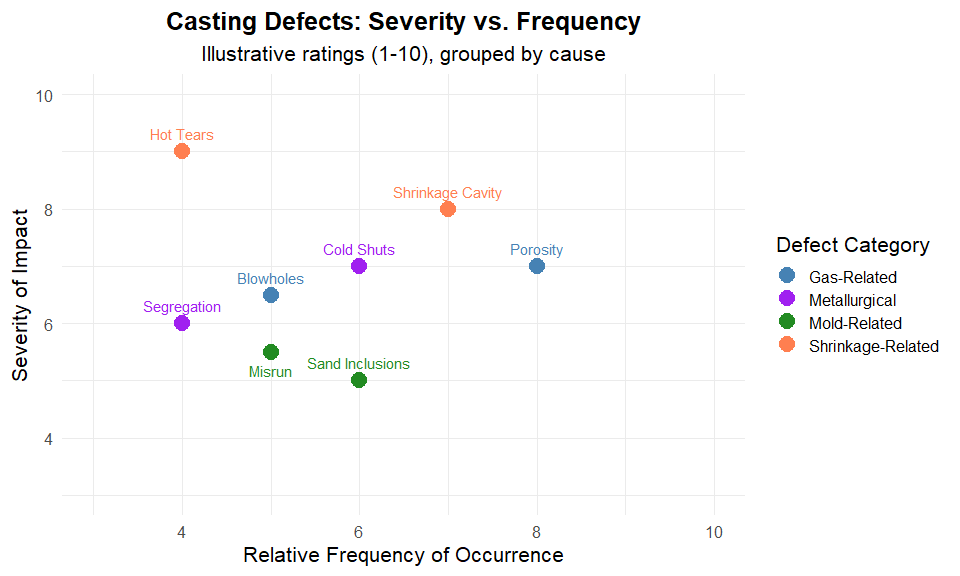 Casting Defects: Severity vs. Frequency
Illustrative ratings (1-10), grouped by cause
Severity of Impact
10
8
6
4
Hot Tears
Shrinkage Cavity
Cold Shuts
Porosity
Blowholes
Segregation
Misrun
Sand Inclusions
4
6
8
10
Relative Frequency of Occurrence
Defect Category
Gas-Related
Metallurgical
Mold-Related
Shrinkage-Related